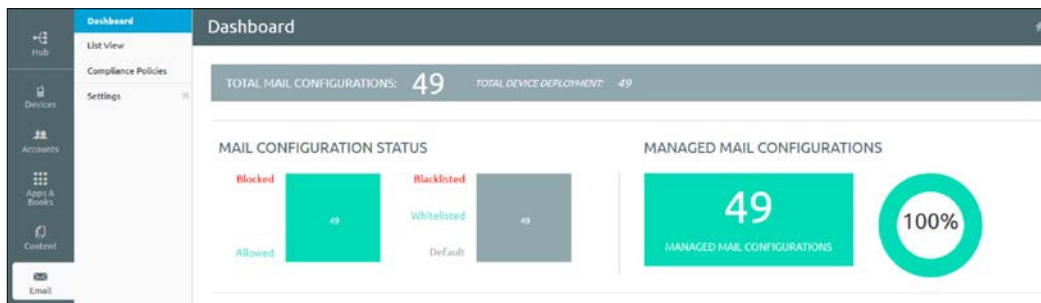 Dashboard
List View
Compliance Policies
Settings
Hub
Devices
Accounts
Apps &
Books
Content
Email
Dashboard
TOTAL MAIL CONFIGURATIONS: 49 TOTAL DEVICE DEPLOYMENT: 49
MAIL CONFIGURATION STATUS
Blocked
49
Allowed
Blacklisted
Whitelisted
49
Default
MANAGED MAIL CONFIGURATIONS
49
MANAGED MAIL CONFIGURATIONS
100%